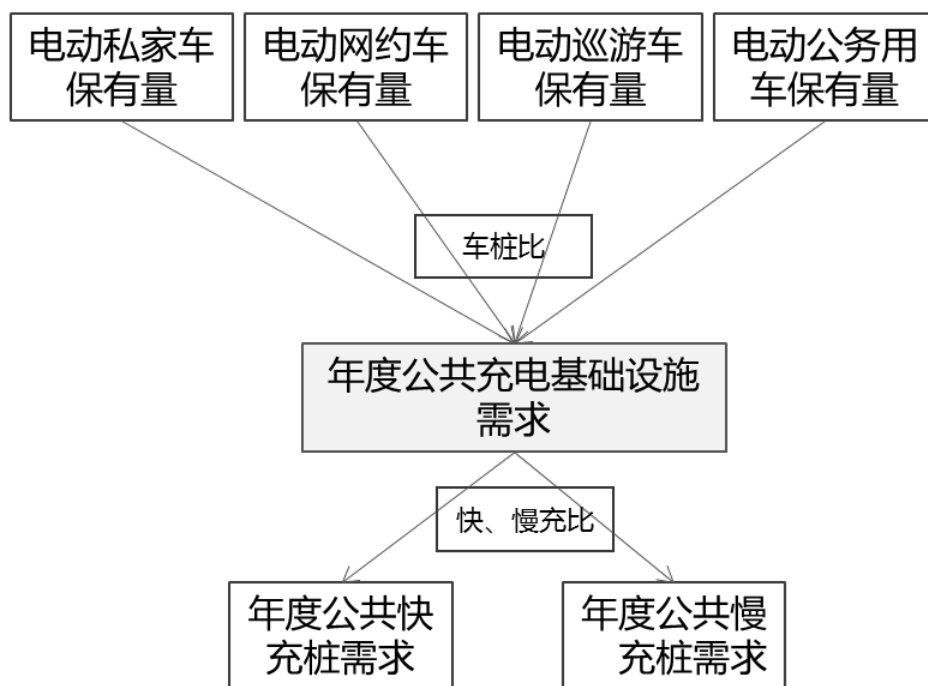 电动私家车
保有量
电动网约车
保有量
电动巡游车
保有量
电动公务用
车保有量
车桩比
年度公共充电基础设施
需求
快、慢充比
年度公共快
充桩需求
年度公共慢
充桩需求